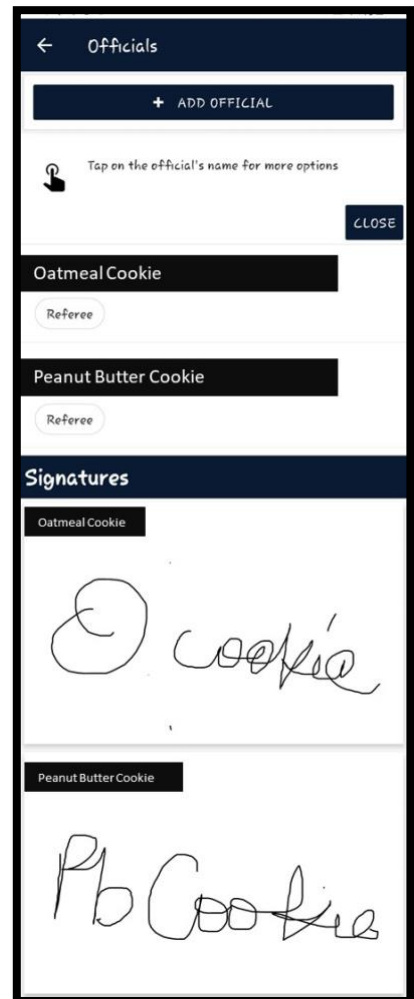 Officials
+ ADD OFFICIAL
Tap on the official's name for more options
CLOSE
Oatmeal Cookie
Referee
Peanut Butter Cookie
Referee
Signatures
Oatmeal Cookie
O cookie
Peanut Butter Cookie
Pb Cookie